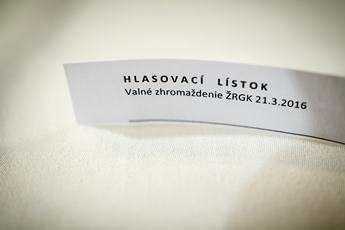 HLASOVACÍ LÍSTOK
Valné zhromaždenie ŽRGK 21.3.2016